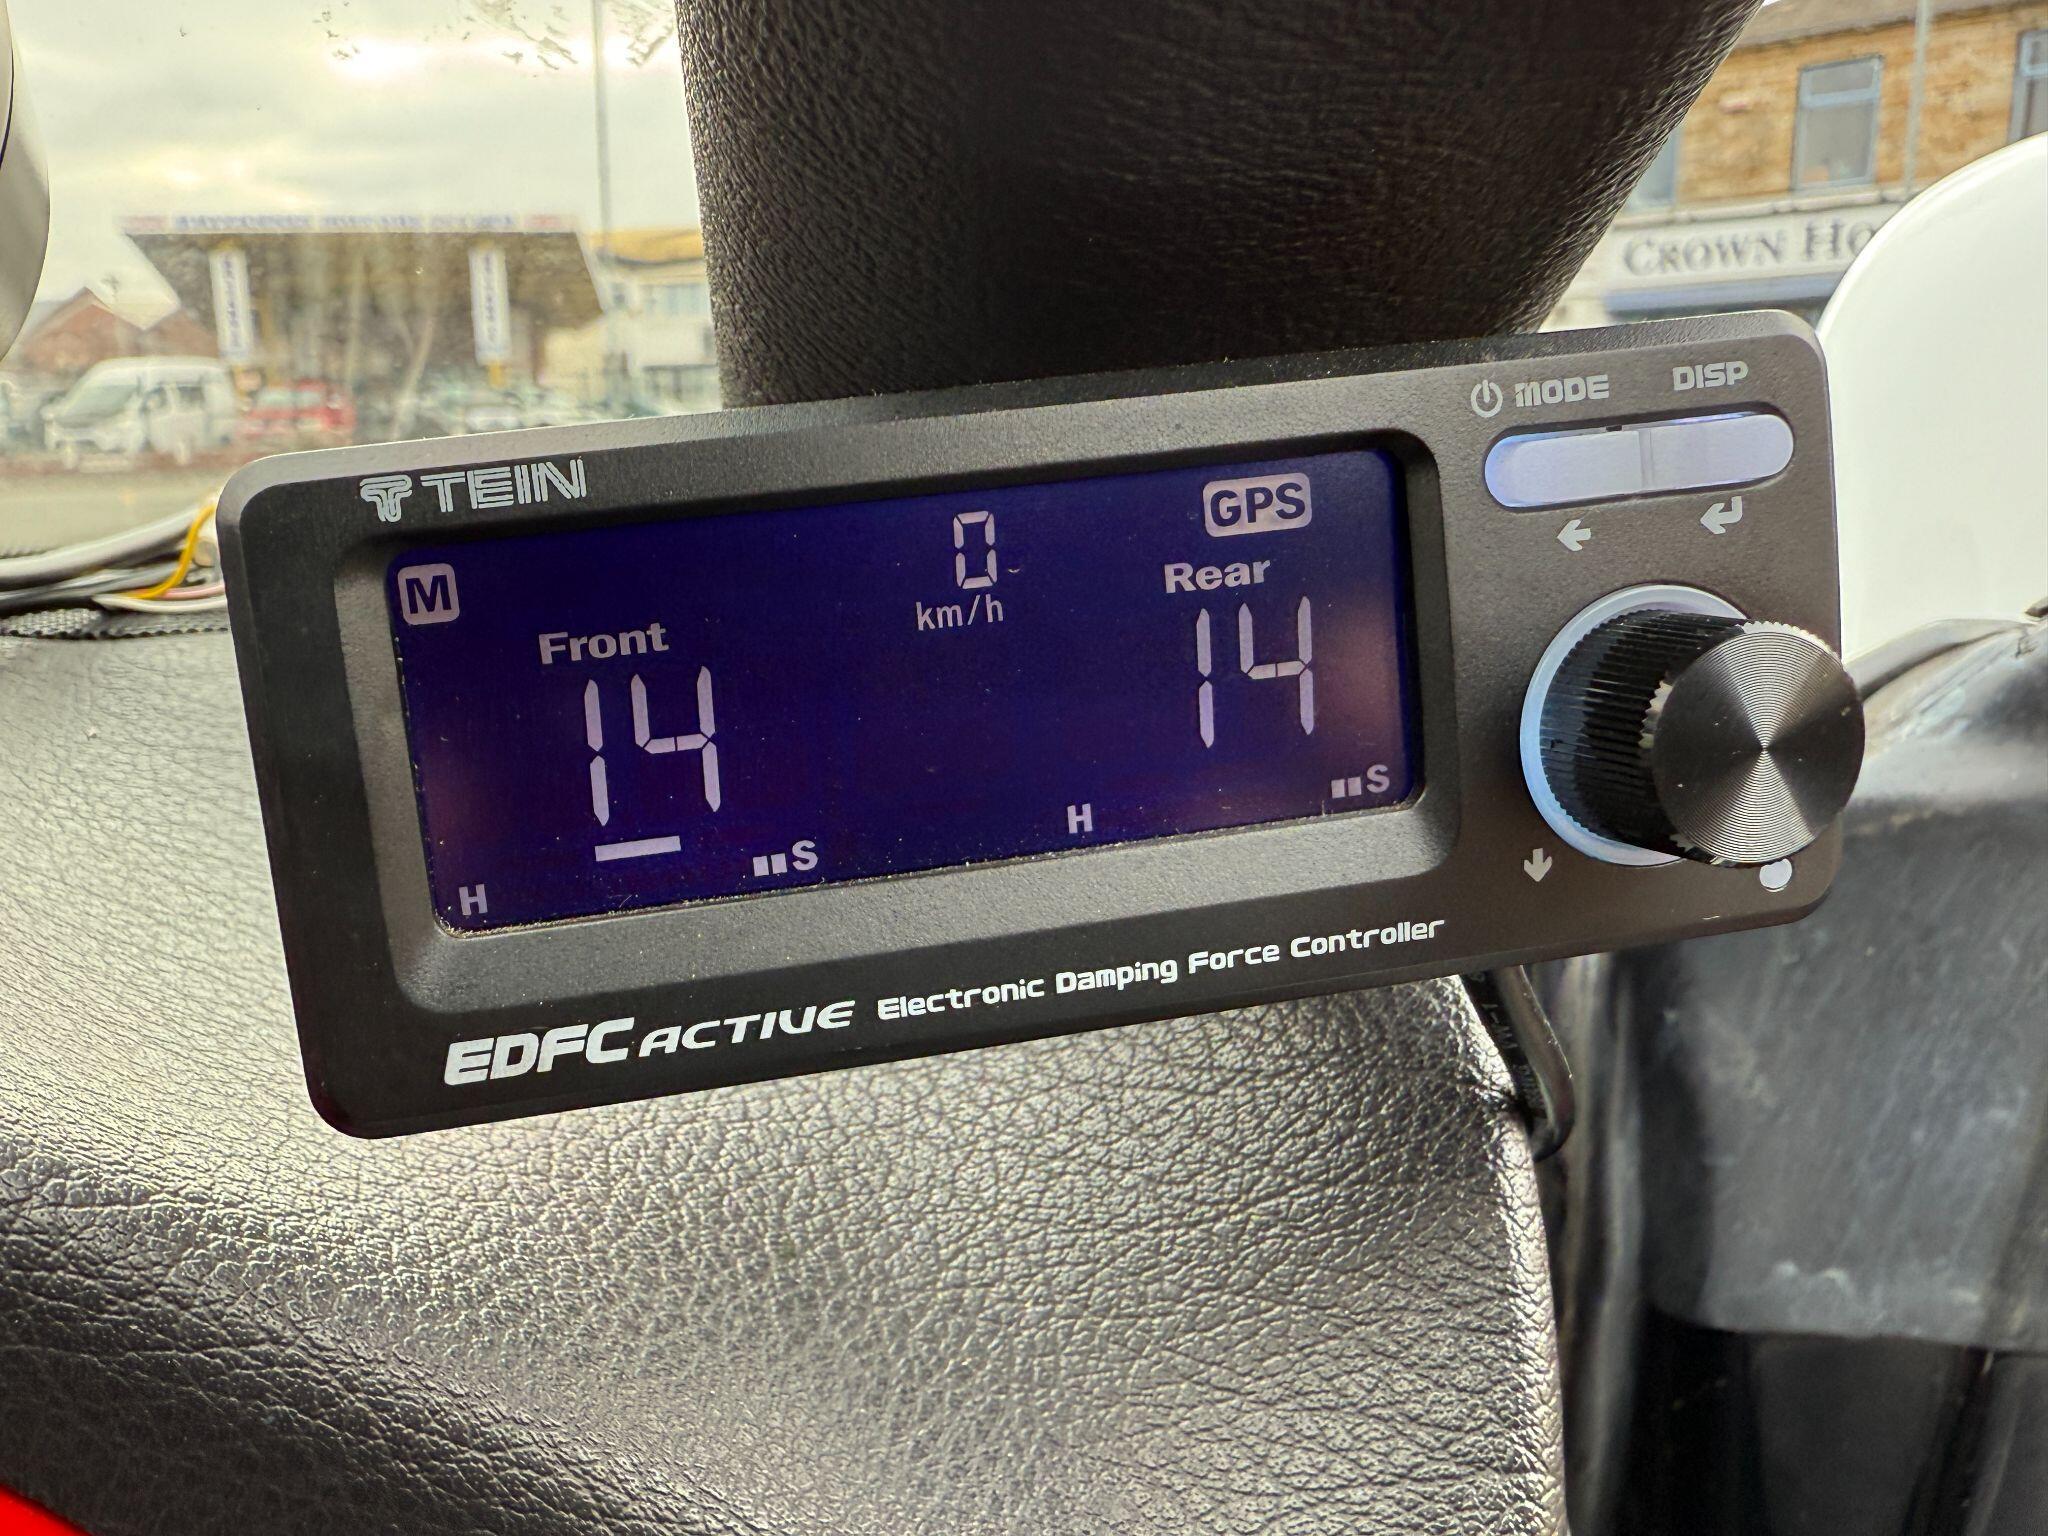 CROWN HO
MODE DISP
TEIN
GPS
0
km/h
M
Front Rear
14 14
H S H S
EDFC ACTIVE Electronic Damping Force Controller